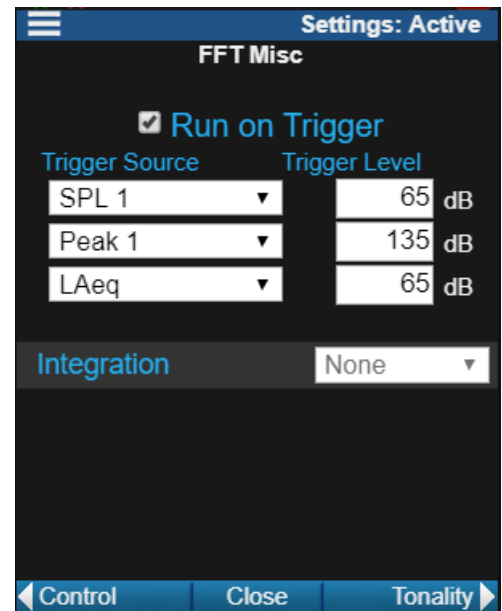 Settings: Active
FFT Misc
Run on Trigger
Trigger Source Trigger Level
SPL 1 65 dB
Peak 1 135 dB
LAeq 65 dB
Integration None
Control Close Tonality